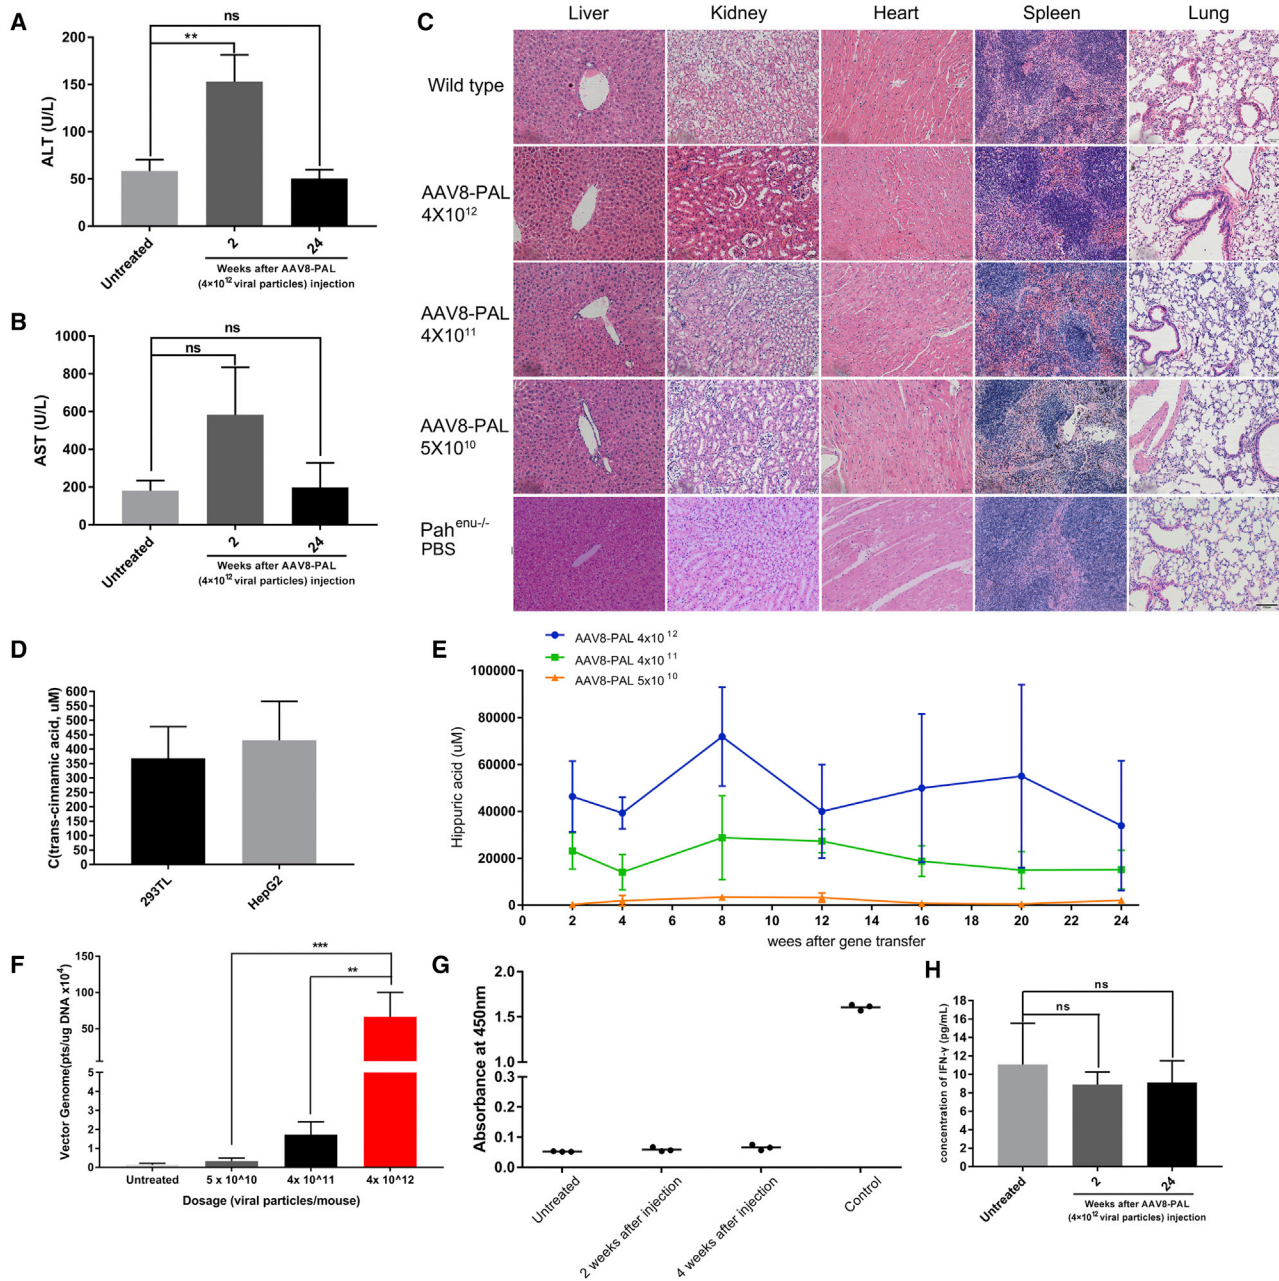 A
ns
**
200
150
100
50
0
ALT (U/L)
Untreated
2
24
Weeks after AAV8-PAL
(4×10¹² viral particles) injection
B
ns
ns
1000
800
600
400
200
0
AST (U/L)
Untreated
2
24
Weeks after AAV8-PAL
(4×10¹² viral particles) injection
C
Liver Kidney Heart Spleen Lung
Wild type
AAV8-PAL
4X10¹²
AAV8-PAL
4X10¹¹
AAV8-PAL
5X10¹⁰
Pah^enu-/-
PBS
D
600
550
500
450
400
350
300
250
200
150
100
50
0
C(trans-cinnamic acid, uM)
293TL
HepG2
E
AAV8-PAL 4x10¹²
AAV8-PAL 4x10¹¹
AAV8-PAL 5x10¹⁰
100000
80000
60000
40000
20000
0
Hippuric acid (uM)
0 2 4 6 8 10 12 14 16 18 20 22 24
wees after gene transfer
F
***
**
150
100
50
5
4
3
2
1
0
Vector Genome(pts/ug DNA x10⁴)
Untreated 5 x 10^10 4x 10^11 4x 10^12
Dosage (viral particles/mouse)
G
2.0
1.5
1.0
0.3
0.2
0.1
0.0
Absorbance at 450nm
Untreated
2 weeks after injection
4 weeks after injection
Control
H
ns
ns
18
16
14
12
10
8
6
4
2
0
concentration of IFN-γ (pg/mL)
Untreated
2
24
Weeks after AAV8-PAL
(4×10¹² viral particles) injection